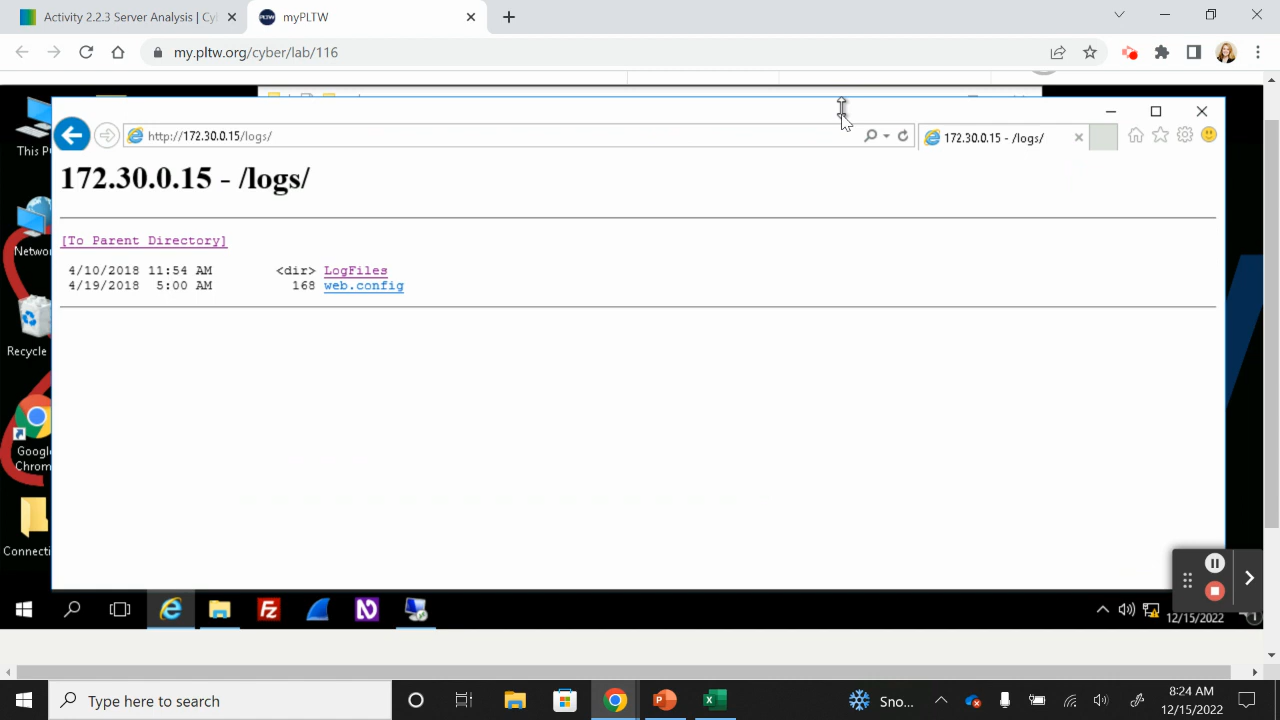 Activity 2.2.3 Server Analysis | Cy
PLTW myPLTW
my.pltw.org/cyber/lab/116
This P
http://172.30.0.15/logs/
172.30.0.15 - /logs/
172.30.0.15 - /logs/
[To Parent Directory]
4/10/2018 11:54 AM <dir> LogFiles
4/19/2018 5:00 AM 168 web.config
Netwo
Recycle
Googl
Chrom
Connecti
12/15/2022
1
Type here to search
Sno...
8:24 AM
12/15/2022